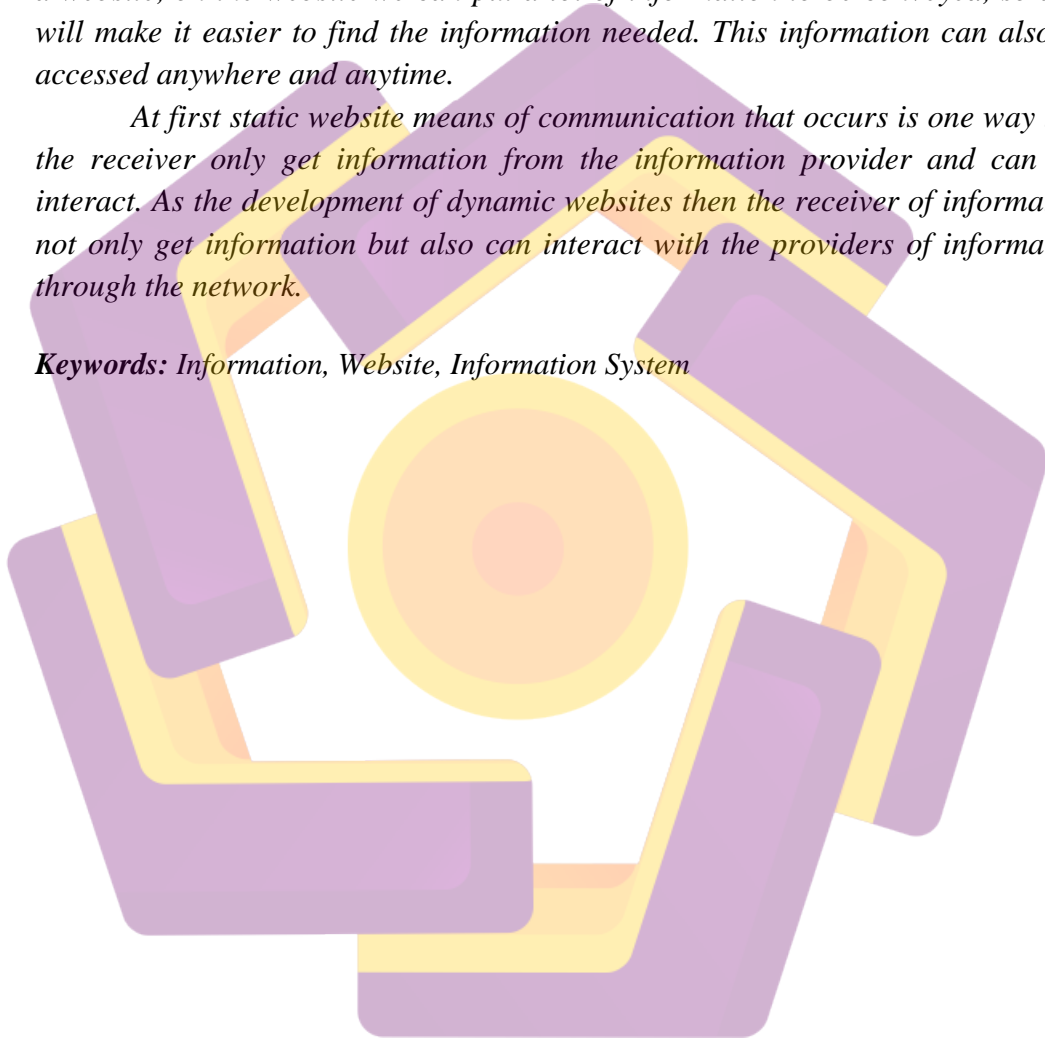 will make it easier to find the information needed. This information can also
accessed anywhere and anytime.
At first static website means of communication that occurs is one way
the receiver only get information from the information provider and can
interact. As the development of dynamic websites then the receiver of informa
not only get information but also can interact with the providers of informa
through the network.
Keywords: Information, Website, Information System